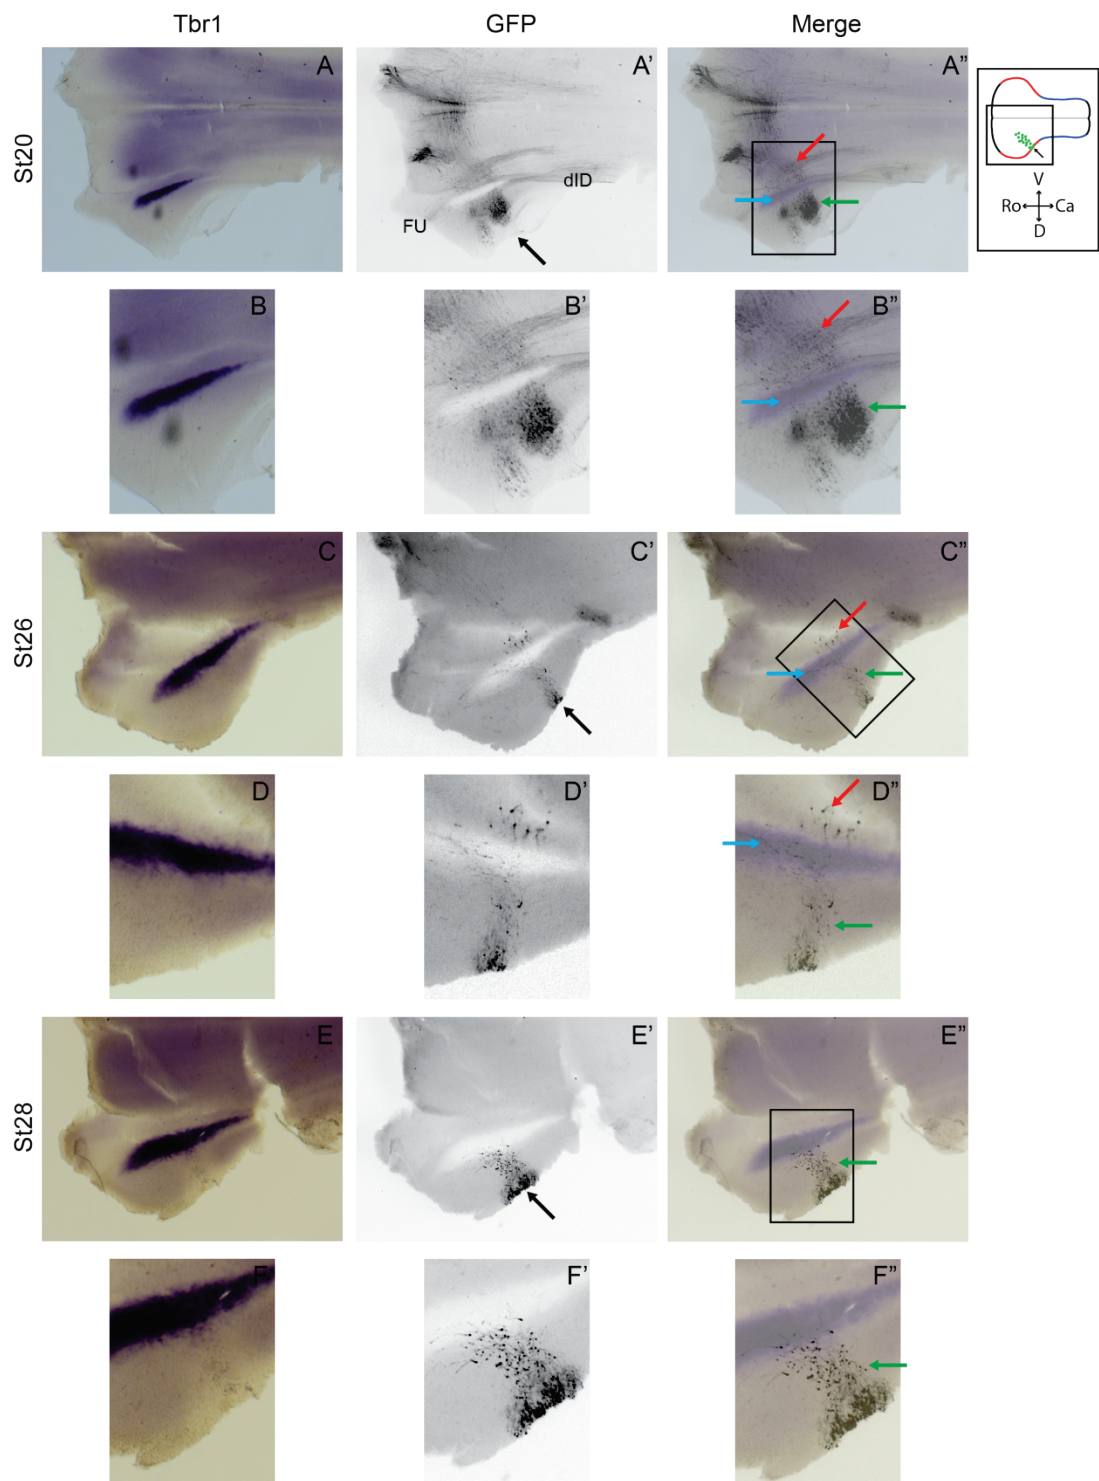 Tbr1 GFP Merge
St20
A A’ A”
dID
FU
V
Ro Ca
D
B B’ B”
St26
C C’ C”
D D’ D”
St28
E E’ E”
F F’ F”